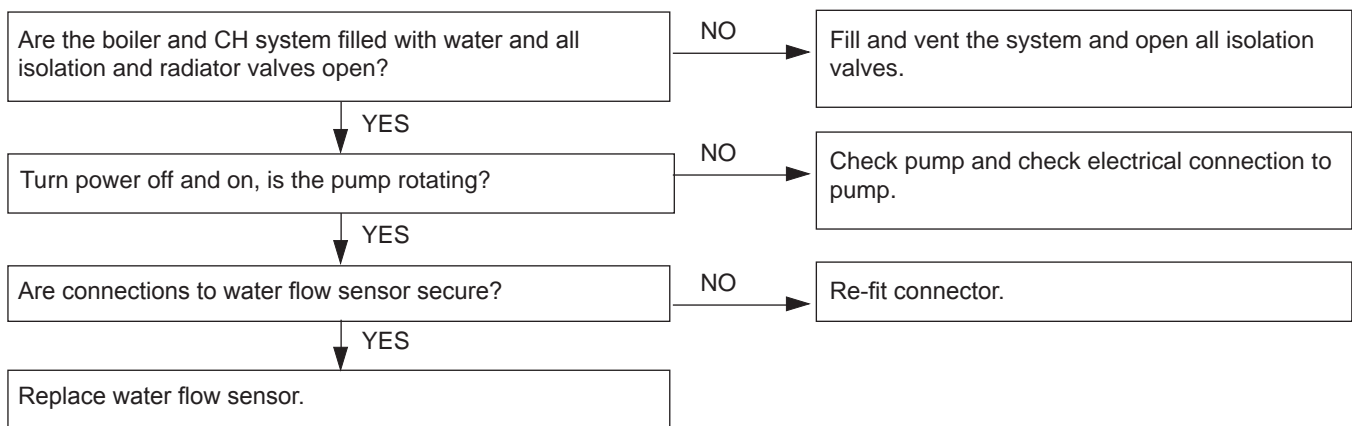 Are the boiler and CH system filled with water and all
isolation and radiator valves open?
NO
Fill and vent the system and open all isolation
valves.
YES
Turn power off and on, is the pump rotating?
NO
Check pump and check electrical connection to
pump.
YES
Are connections to water flow sensor secure?
NO
Re-fit connector.
YES
Replace water flow sensor.